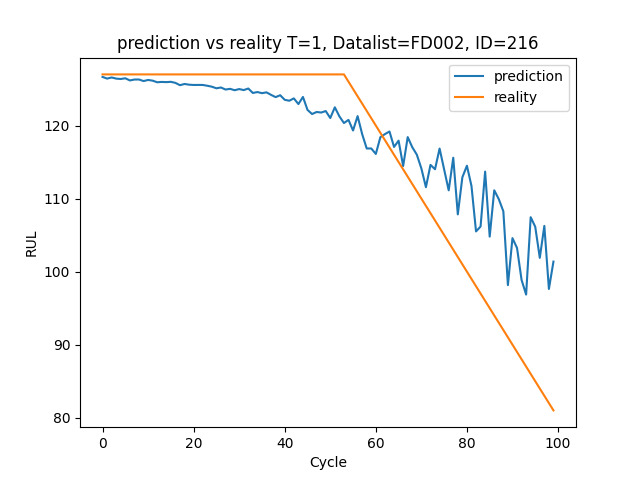 prediction vs reality T=1, Datalist=FD002, ID=216
prediction
reality
RUL
120
110
100
90
80
0 20 40 60 80 100
Cycle